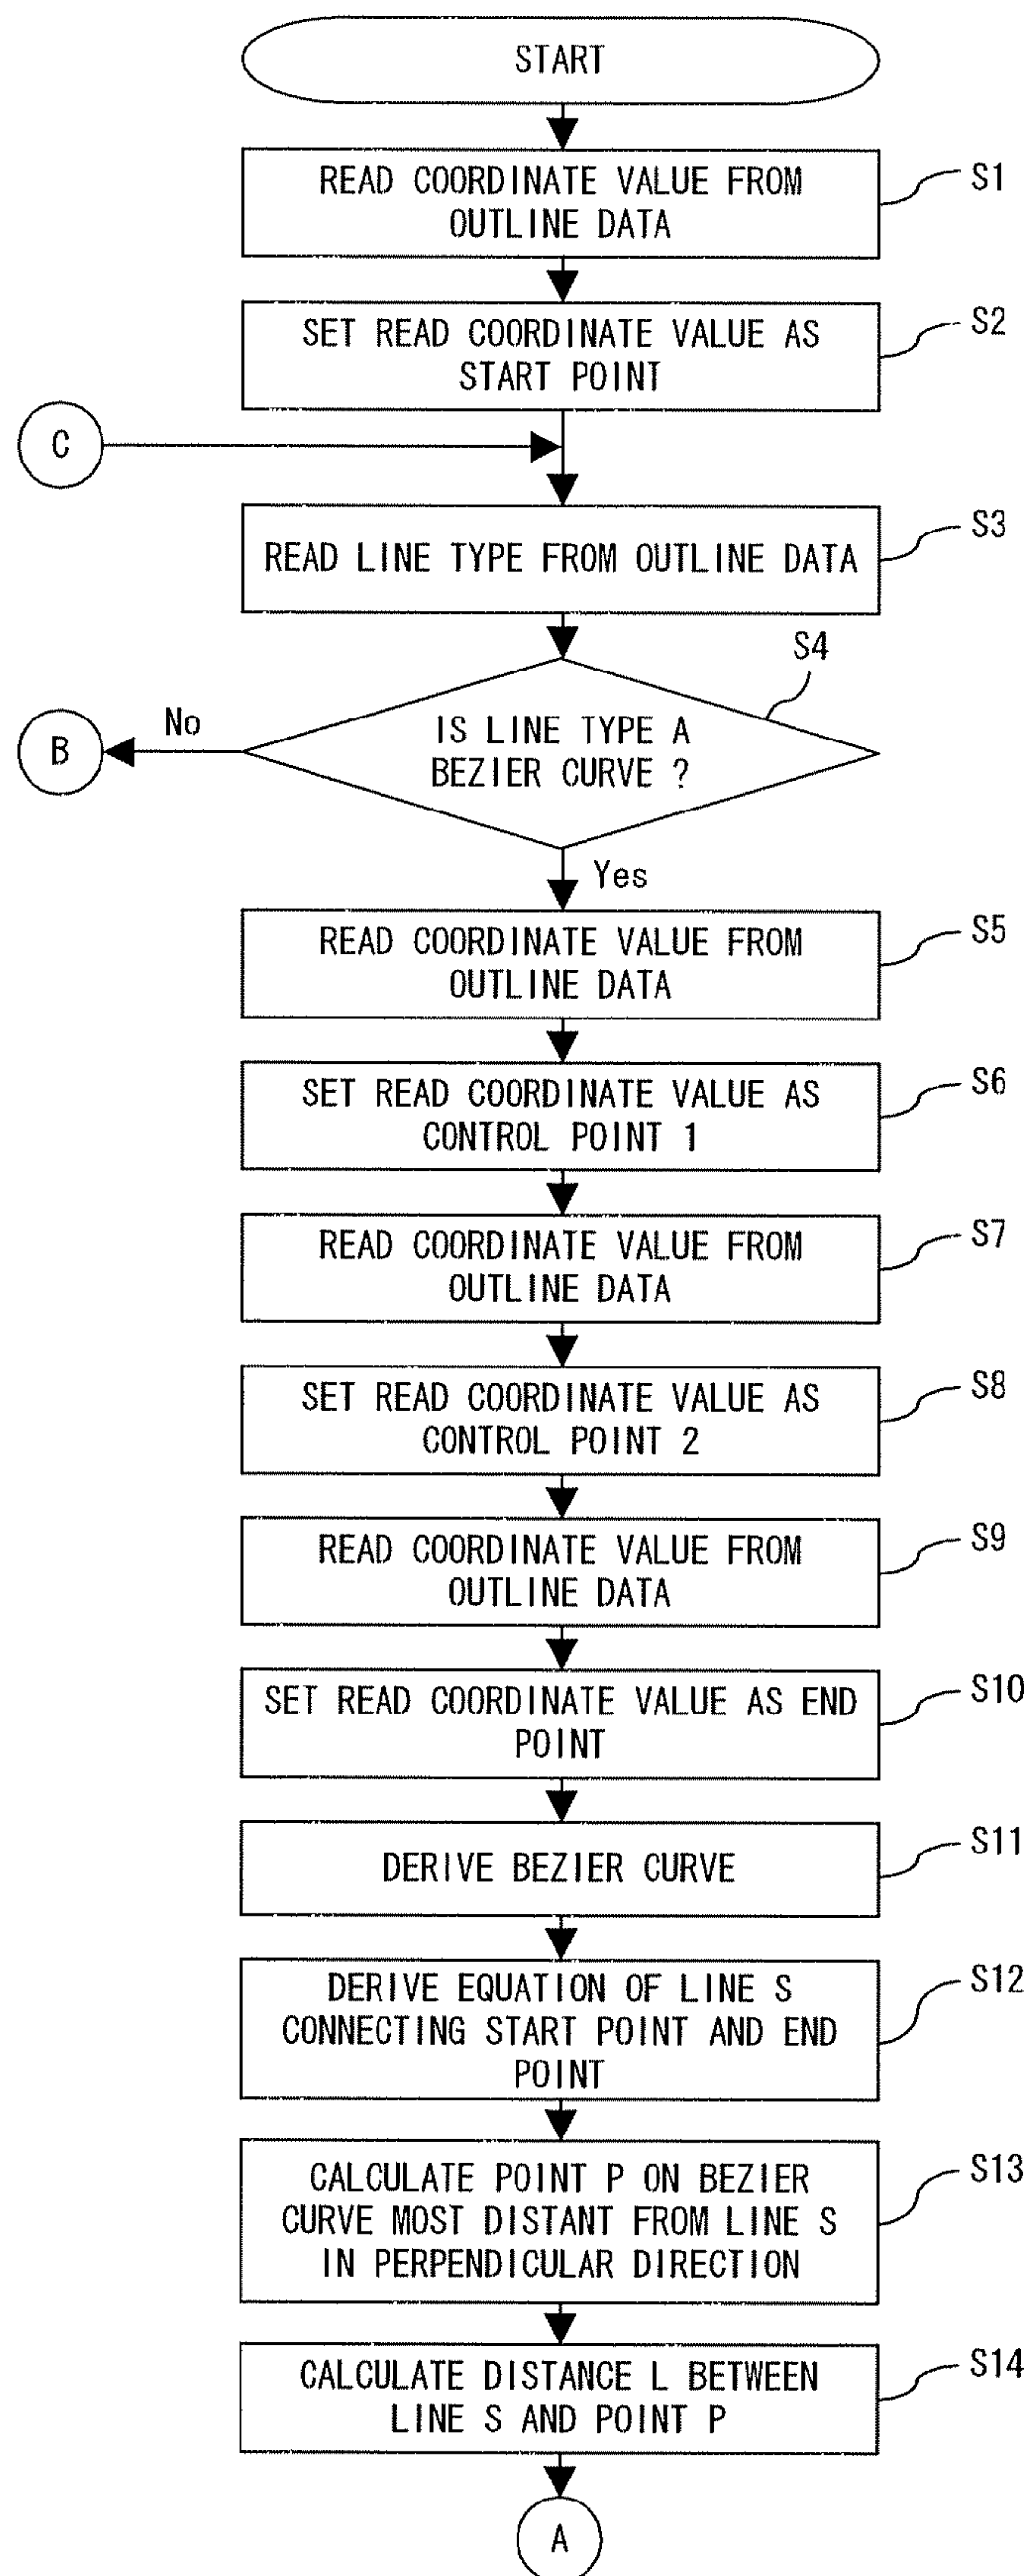 START
READ COORDINATE VALUE FROM
OUTLINE DATA
S1
SET READ COORDINATE VALUE AS
START POINT
S2
C
READ LINE TYPE FROM OUTLINE DATA
S3
S4
IS LINE TYPE A
BEZIER CURVE ?
No
B
Yes
READ COORDINATE VALUE FROM
OUTLINE DATA
S5
SET READ COORDINATE VALUE AS
CONTROL POINT 1
S6
READ COORDINATE VALUE FROM
OUTLINE DATA
S7
SET READ COORDINATE VALUE AS
CONTROL POINT 2
S8
READ COORDINATE VALUE FROM
OUTLINE DATA
S9
SET READ COORDINATE VALUE AS END
POINT
S10
DERIVE BEZIER CURVE
S11
DERIVE EQUATION OF LINE S
CONNECTING START POINT AND END
POINT
S12
CALCULATE POINT P ON BEZIER
CURVE MOST DISTANT FROM LINE S
IN PERPENDICULAR DIRECTION
S13
CALCULATE DISTANCE L BETWEEN
LINE S AND POINT P
S14
A